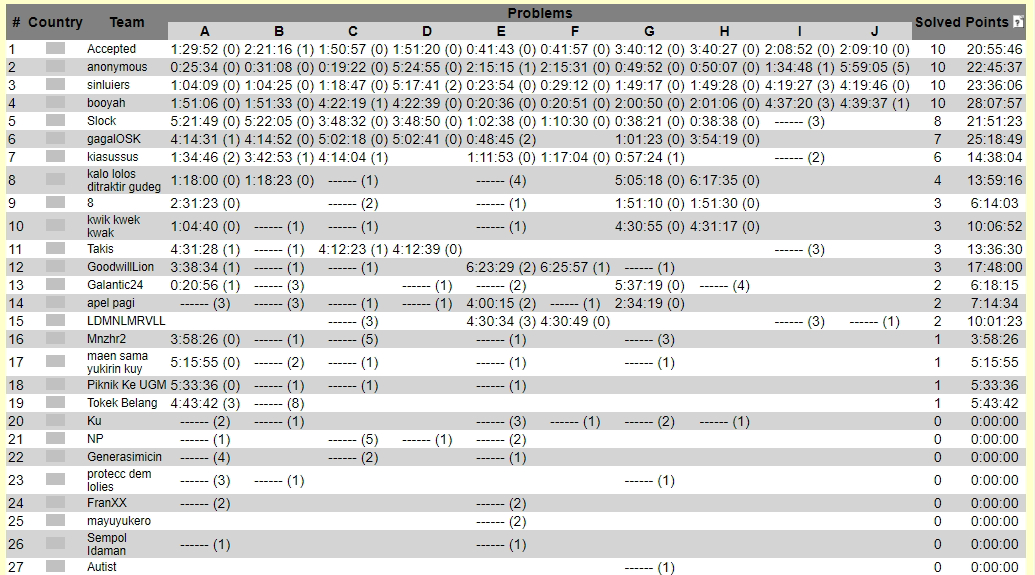 Problems
# Country Team A B C D E F G H I J Solved Points ?
1 Accepted 1:29:52 (0) 2:21:16 (1) 1:50:57 (0) 1:51:20 (0) 0:41:43 (0) 0:41:57 (0) 3:40:12 (0) 3:40:27 (0) 2:08:52 (0) 2:09:10 (0) 10 20:55:46
2 anonymous 0:25:34 (0) 0:31:08 (0) 0:19:22 (0) 5:24:55 (0) 2:15:15 (1) 2:15:31 (0) 0:49:52 (0) 0:50:07 (0) 1:34:48 (1) 5:59:05 (5) 10 22:45:37
3 sinluiers 1:04:09 (0) 1:04:25 (0) 1:18:47 (0) 5:17:41 (2) 0:23:54 (0) 0:29:12 (0) 1:49:17 (0) 1:49:28 (0) 4:19:27 (3) 4:19:46 (0) 10 23:36:06
4 booyah 1:51:06 (0) 1:51:33 (0) 4:22:19 (1) 4:22:39 (0) 0:20:36 (0) 0:20:51 (0) 2:00:50 (0) 2:01:06 (0) 4:37:20 (3) 4:39:37 (1) 10 28:07:57
5 Slock 5:21:49 (0) 5:22:05 (0) 3:48:32 (0) 3:48:50 (0) 1:02:38 (0) 1:10:30 (0) 0:38:21 (0) 0:38:38 (0) ------ (3) 8 21:51:23
6 gagalOSK 4:14:31 (1) 4:14:52 (0) 5:02:18 (0) 5:02:41 (0) 0:48:45 (2) 1:01:23 (0) 3:54:19 (0) 7 25:18:49
7 kiasussus 1:34:46 (2) 3:42:53 (1) 4:14:04 (1) 1:11:53 (0) 1:17:04 (0) 0:57:24 (1) ------ (2) 6 14:38:04
8 kalo lolos
ditraktir gudeg 1:18:00 (0) 1:18:23 (0) ------ (1) ------ (4) 5:05:18 (0) 6:17:35 (0) 4 13:59:16
9 8 2:31:23 (0) ------ (2) ------ (1) 1:51:10 (0) 1:51:30 (0) 3 6:14:03
10 kwik kwek
kwak 1:04:40 (0) ------ (1) ------ (1) ------ (1) 4:30:55 (0) 4:31:17 (0) 3 10:06:52
11 Takis 4:31:28 (1) ------ (1) 4:12:23 (1) 4:12:39 (0) ------ (3) 3 13:36:30
12 GoodwillLion 3:38:34 (1) ------ (1) ------ (1) 6:23:29 (2) 6:25:57 (1) ------ (1) 3 17:48:00
13 Galantic24 0:20:56 (1) ------ (3) ------ (1) ------ (2) 5:37:19 (0) ------ (4) 2 6:18:15
14 apel pagi ------ (3) ------ (3) ------ (1) ------ (1) 4:00:15 (2) ------ (1) 2:34:19 (0) 2 7:14:34
15 LDMNLMRVLL ------ (3) 4:30:34 (3) 4:30:49 (0) ------ (3) ------ (1) 2 10:01:23
16 Mnzhr2 3:58:26 (0) ------ (1) ------ (5) ------ (1) ------ (3) 1 3:58:26
17 maen sama
yukirin kuy 5:15:55 (0) ------ (2) ------ (1) ------ (1) ------ (1) 1 5:15:55
18 Piknik Ke UGM 5:33:36 (0) ------ (1) ------ (1) ------ (1) 1 5:33:36
19 Tokek Belang 4:43:42 (3) ------ (8) 1 5:43:42
20 Ku ------ (2) ------ (1) ------ (3) ------ (1) ------ (2) ------ (1) 0 0:00:00
21 NP ------ (1) ------ (5) ------ (1) ------ (2) 0 0:00:00
22 Generasimicin ------ (4) ------ (2) ------ (1) 0 0:00:00
23 protecc dem
lolies ------ (3) ------ (1) ------ (1) 0 0:00:00
24 FranXX ------ (2) ------ (2) 0 0:00:00
25 mayuyukero ------ (2) 0 0:00:00
26 Sempol
Idaman ------ (1) ------ (1) 0 0:00:00
27 Autist ------ (1) 0 0:00:00